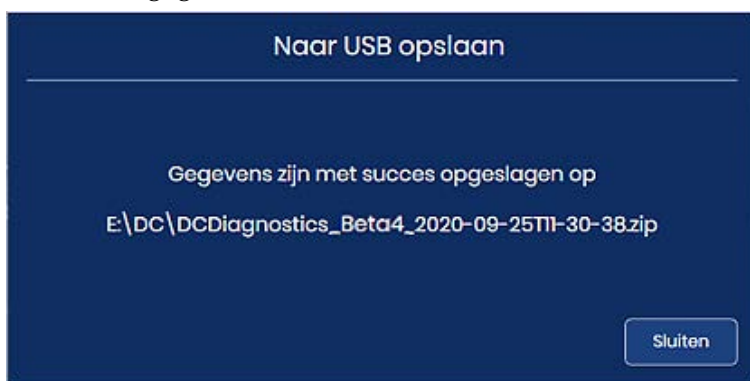 Naar USB opslaan
Gegevens zijn met succes opgeslagen op
E:\DC\DCDiagnostics_Beta4_2020-09-25T11-30-38.zip
Sluiten